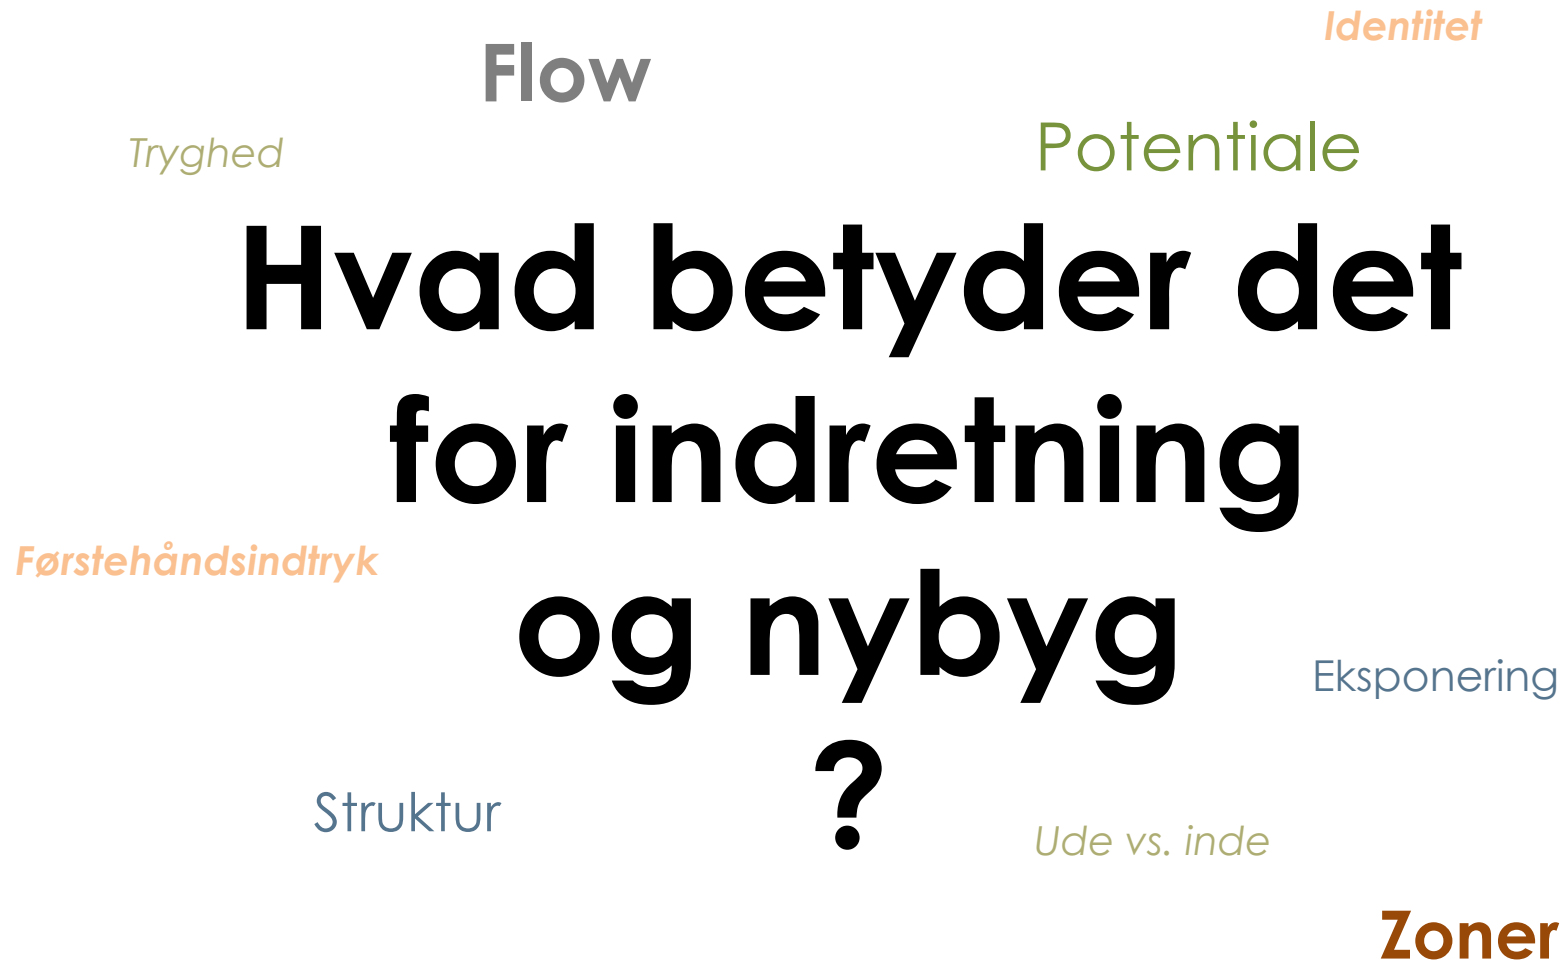 Identitet
Flow
Potentiale
Tryghed
Hvad betyder det
for indretning
Førstehåndsindtryk
og nybyg
Eksponering
?
Struktur
Ude vs. inde
Zoner